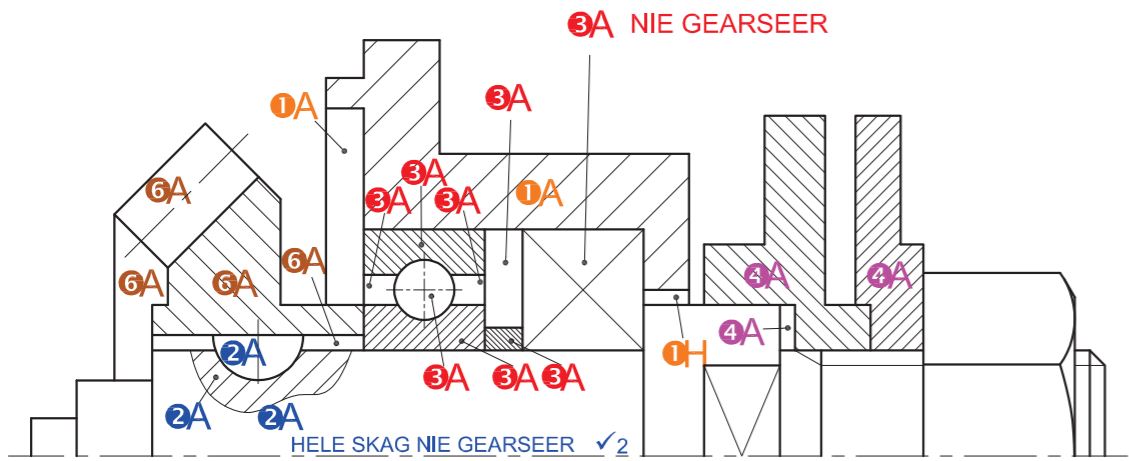 ❸A NIE GEARSEER
❶A
❸A
❸A
❻A
❸A
❸A
❶A
❻A
❻A
❻A
❹A
❹A
❹A
❷A
❶H
❸A
❸A
❸A
❷A
❷A
HELE SKAG NIE GEARSEER ✓2